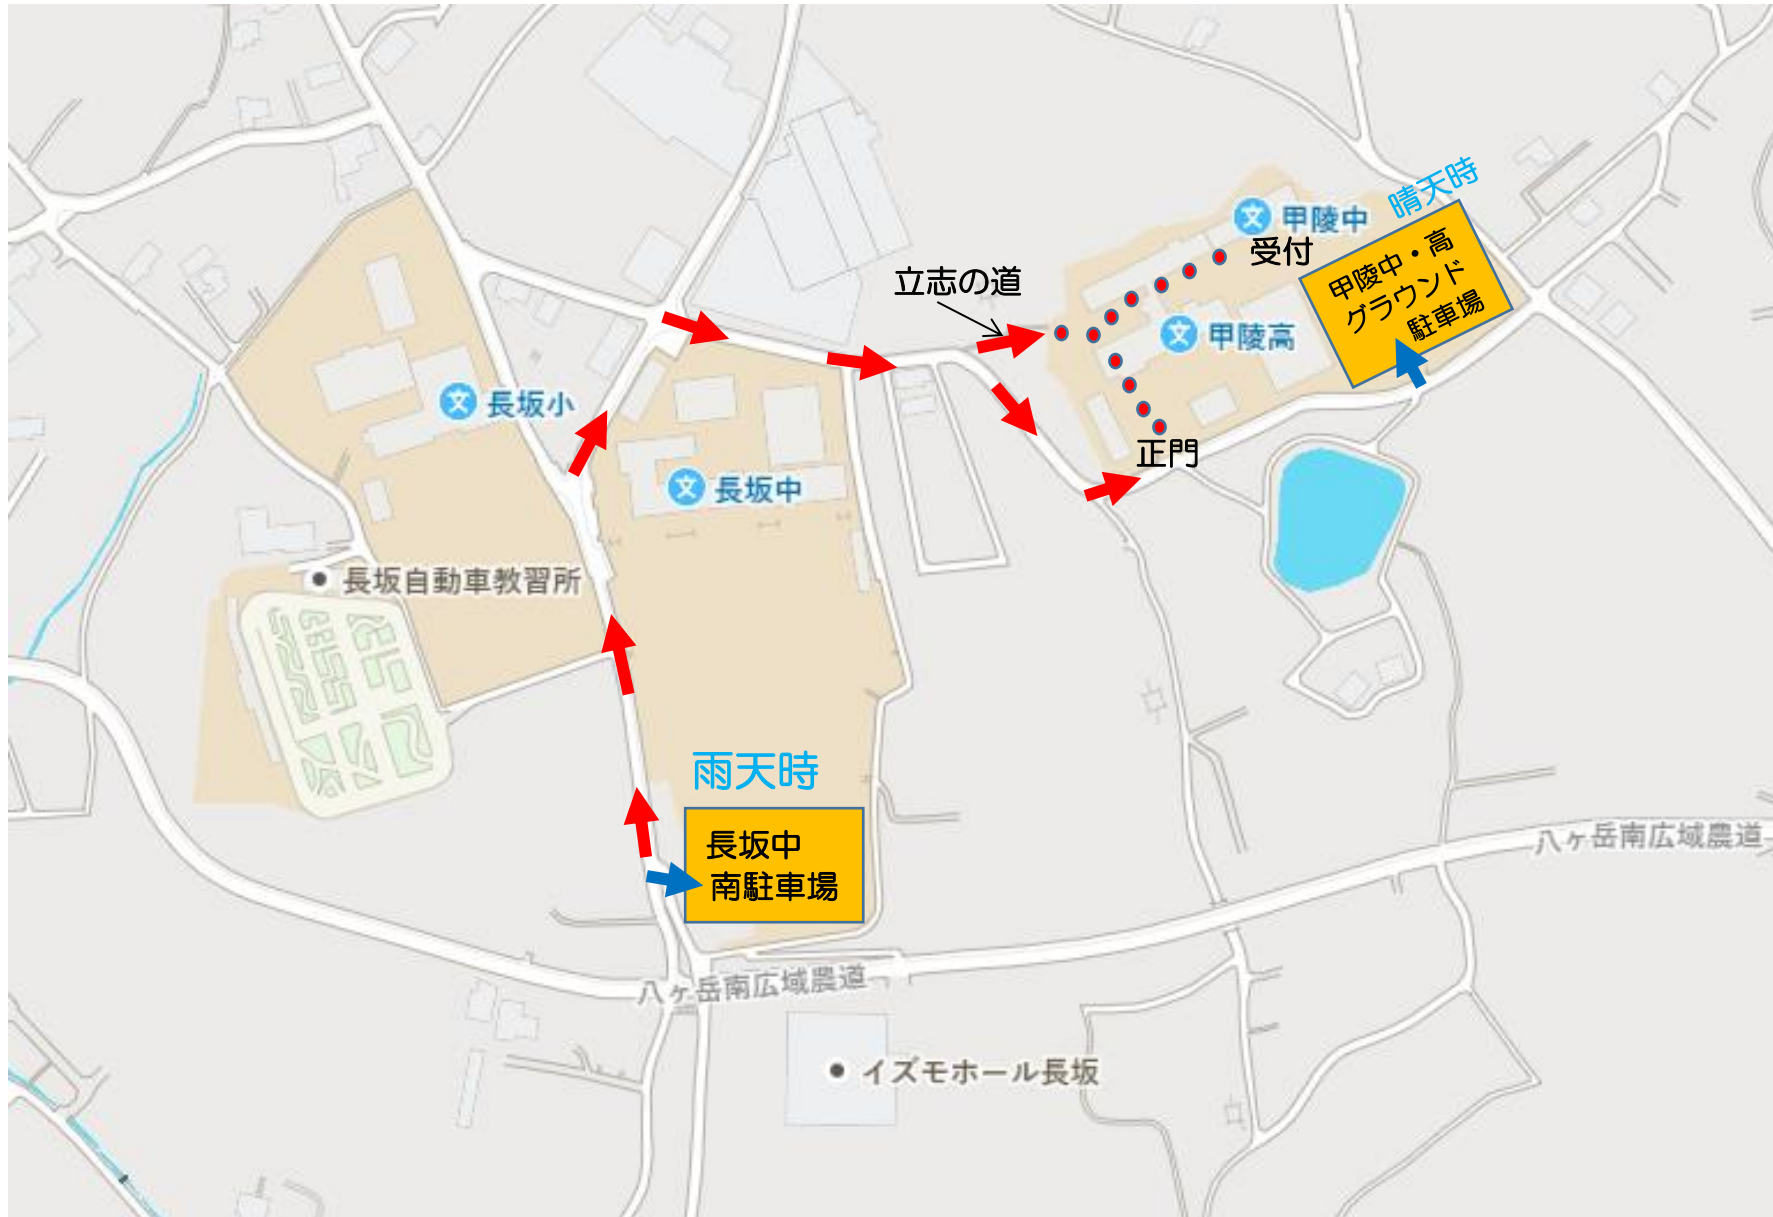 晴天時
甲陵中
受付
甲陵中・高
グラウンド
駐車場
立志の道
甲陵高
長坂小
正門
長坂中
長坂自動車教習所
雨天時
長坂中
南駐車場
八ヶ岳南広域農道
八ヶ岳南広域農道
イズモホール長坂